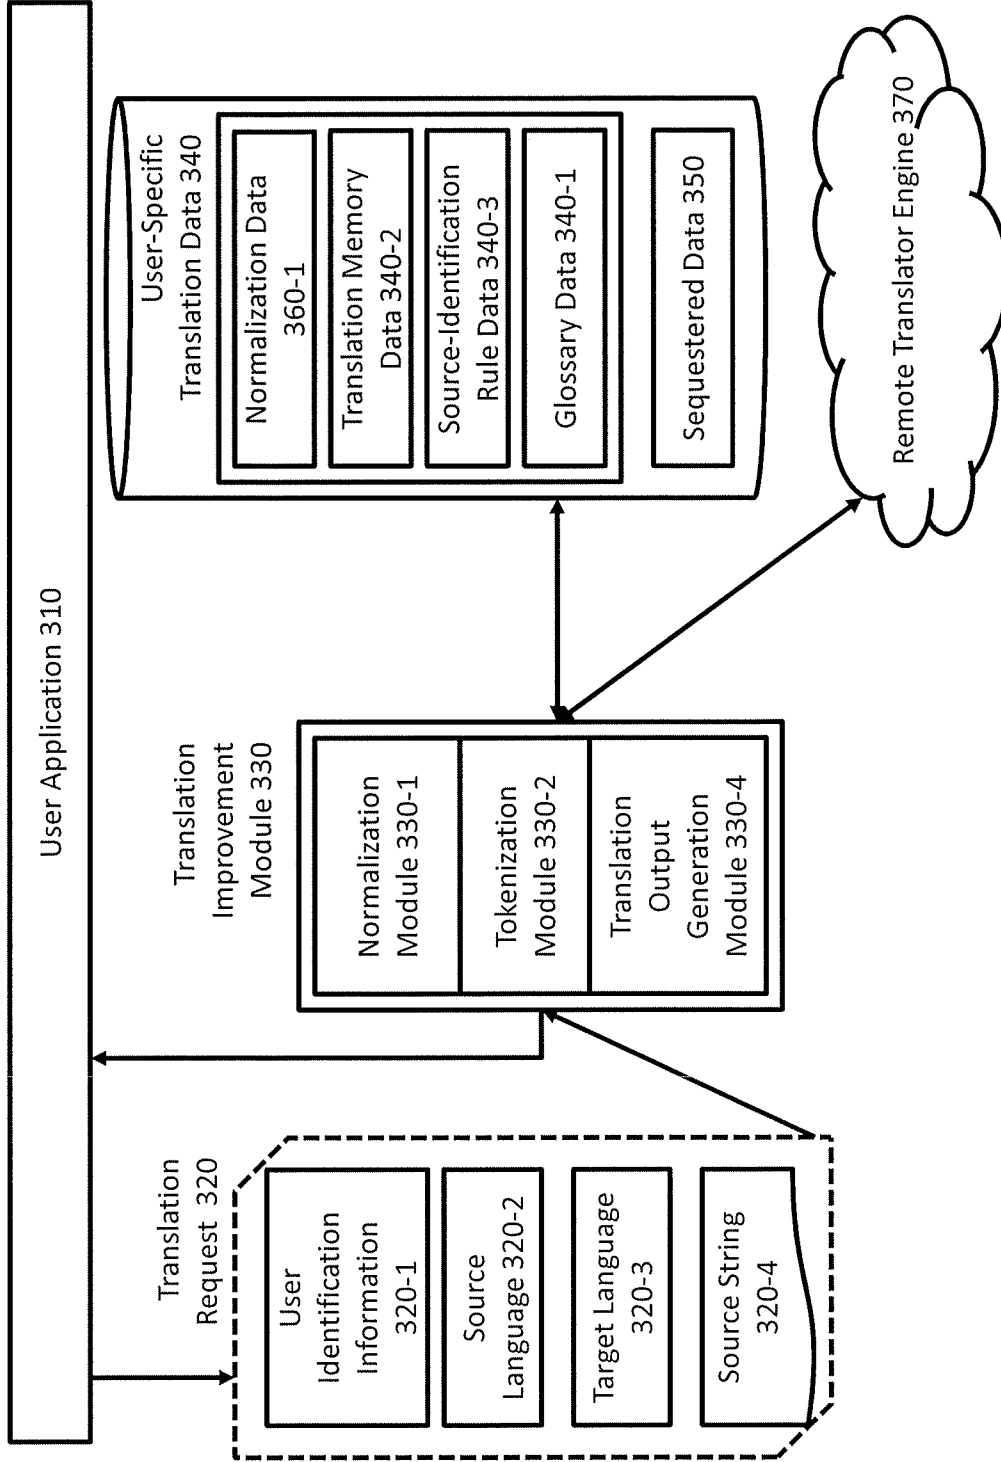 User Application 310
Translation
Request 320
User
Identification
Information
320-1
Source
Language 320-2
Target Language
320-3
Source String
320-4
Translation
Improvement
Module 330
Normalization
Module 330-1
Tokenization
Module 330-2
Translation
Output
Generation
Module 330-4
User-Specific
Translation Data 340
Normalization Data
360-1
Translation Memory
Data 340-2
Source-Identification
Rule Data 340-3
Glossary Data 340-1
Sequestered Data 350
Remote Translator Engine 370